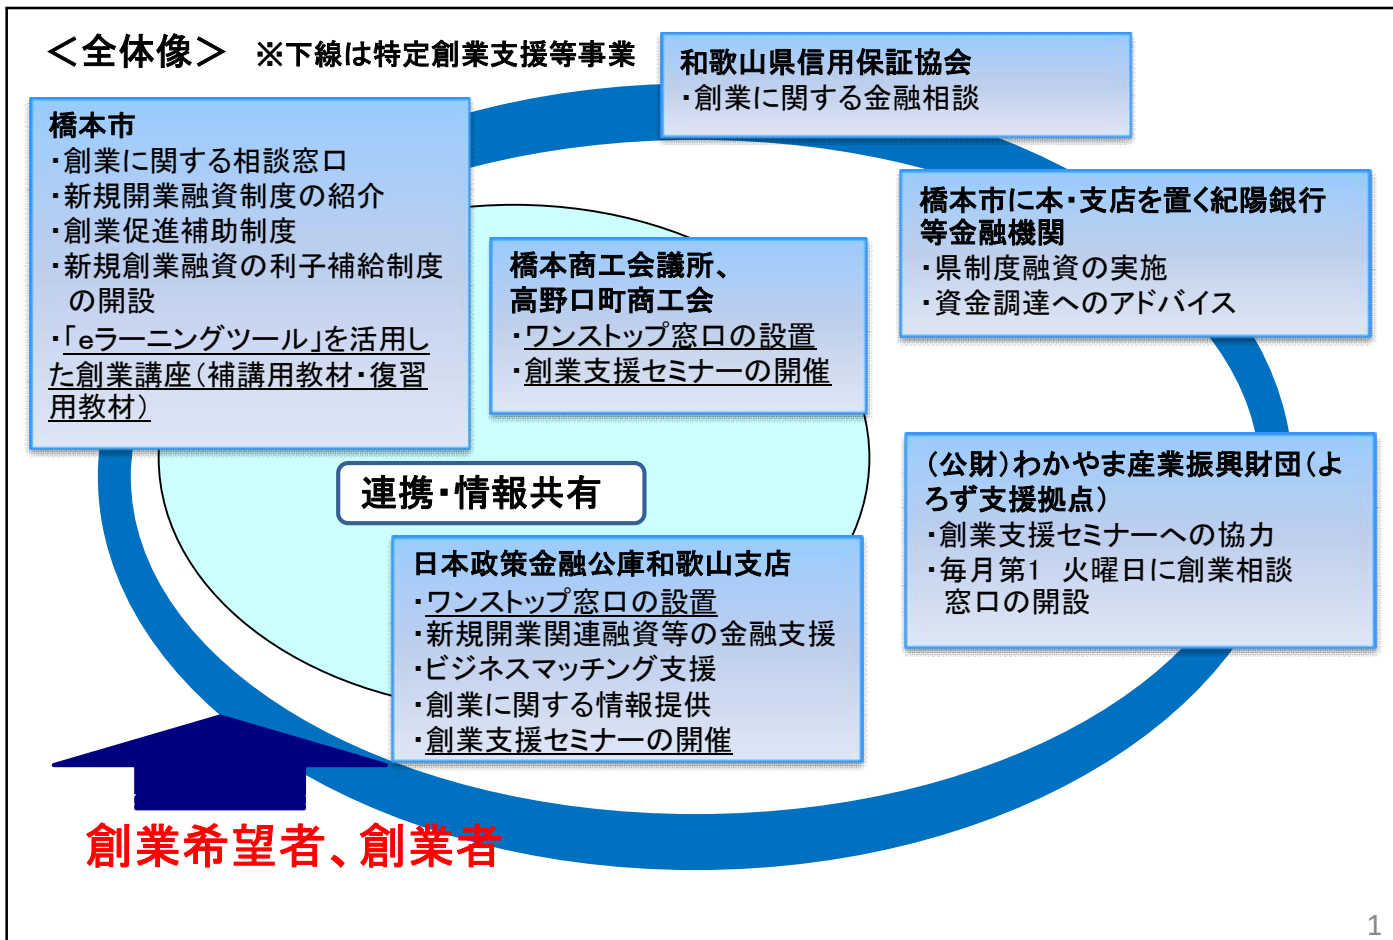 ＜全体像＞ ※下線は特定創業支援等事業
和歌山県信用保証協会
・創業に関する金融相談
橋本市
・創業に関する相談窓口
・新規開業融資制度の紹介
・創業促進補助制度
・新規創業融資の利子補給制度
の開設
・「eラーニングツール」を活用し
た創業講座（補講用教材・復習
用教材）
橋本市に本・支店を置く紀陽銀行
等金融機関
・県制度融資の実施
・資金調達へのアドバイス
橋本商工会議所、
高野口町商工会
・ワンストップ窓口の設置
・創業支援セミナーの開催
（公財）わかやま産業振興財団（よ
ろず支援拠点）
・創業支援セミナーへの協力
・毎月第1　火曜日に創業相談
窓口の開設
連携・情報共有
日本政策金融公庫和歌山支店
・ワンストップ窓口の設置
・新規開業関連融資等の金融支援
・ビジネスマッチング支援
・創業に関する情報提供
・創業支援セミナーの開催
創業希望者、創業者
1